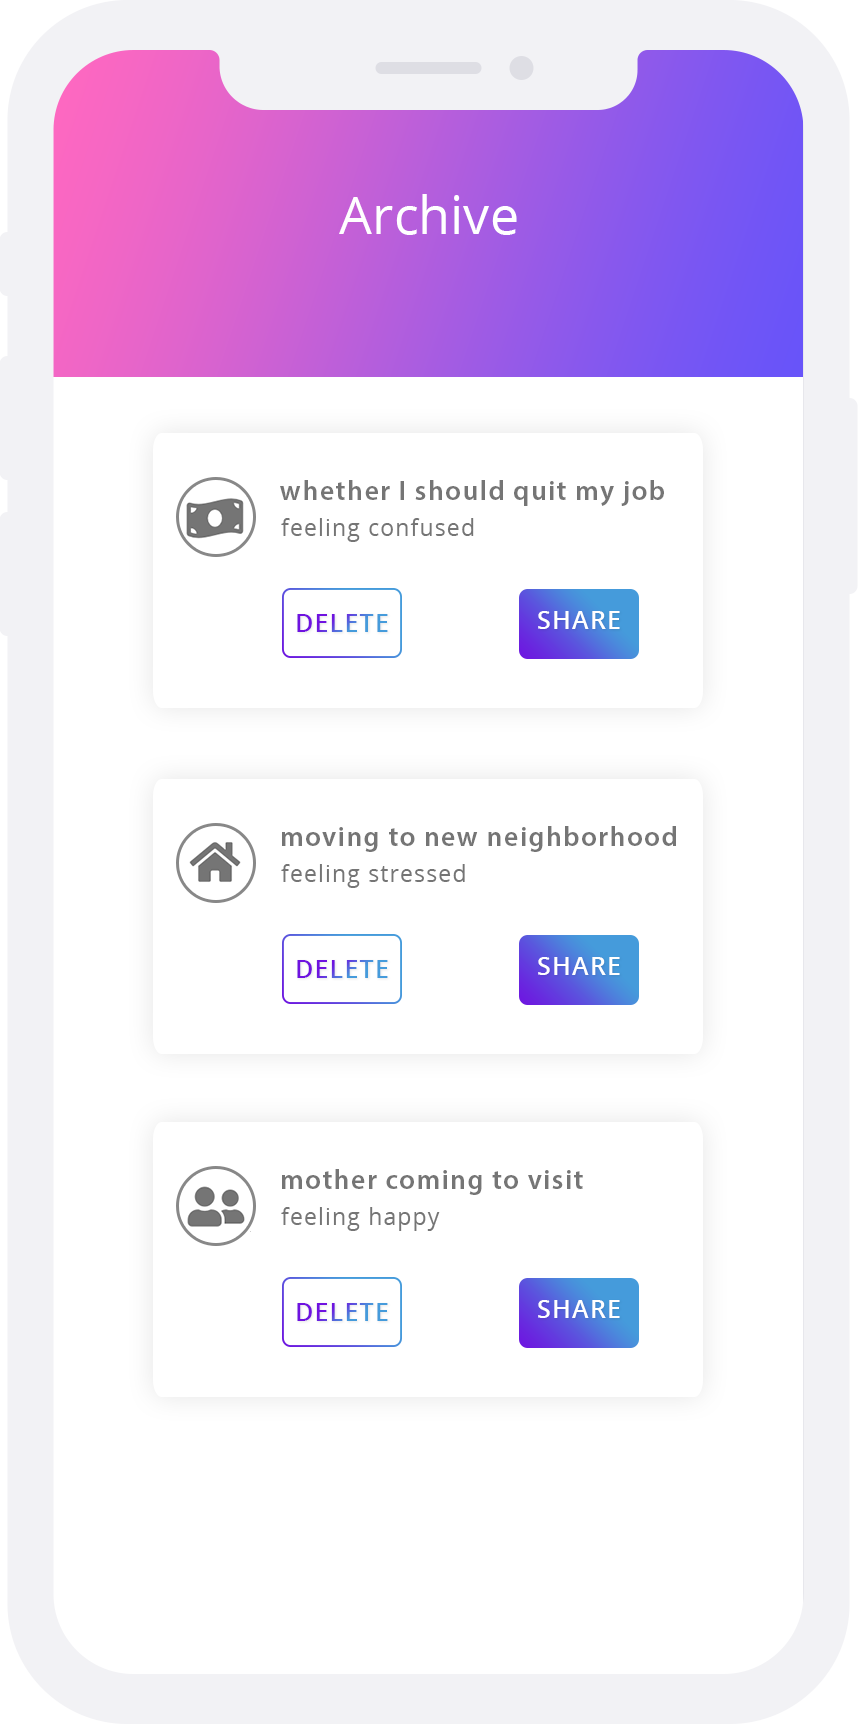 Archive
whether I should quit my job
feeling confused
DELETE
SHARE
moving to new neighborhood
feeling stressed
DELETE
SHARE
mother coming to visit
feeling happy
DELETE
SHARE